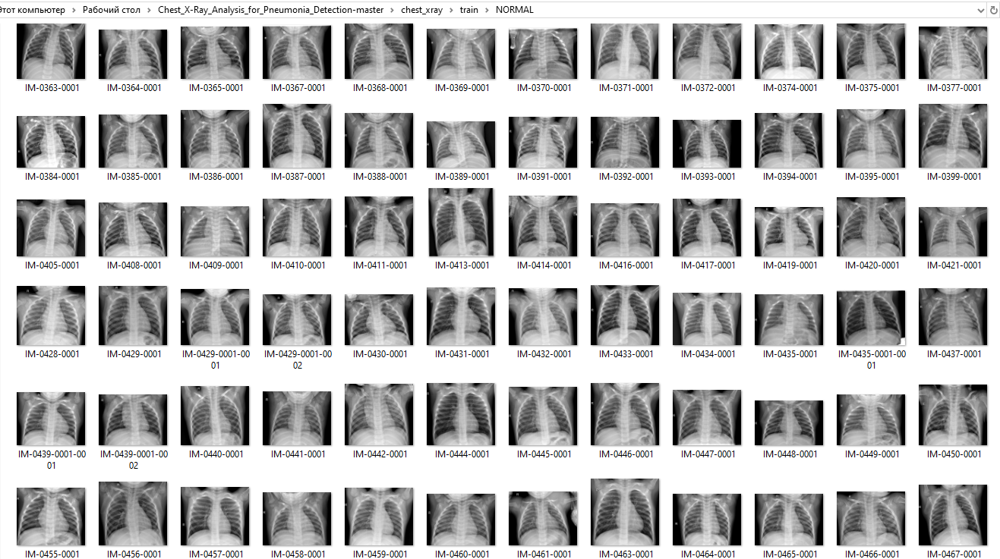 Этот компьютер > Рабочий стол > Chest_X-Ray_Analysis_for_Pneumonia_Detection-master > chest_xray > train > NORMAL
IM-0363-0001 IM-0364-0001 IM-0365-0001 IM-0367-0001 IM-0368-0001 IM-0369-0001 IM-0370-0001 IM-0371-0001 IM-0372-0001 IM-0374-0001 IM-0375-0001 IM-0377-0001
IM-0384-0001 IM-0385-0001 IM-0386-0001 IM-0387-0001 IM-0388-0001 IM-0389-0001 IM-0391-0001 IM-0392-0001 IM-0393-0001 IM-0394-0001 IM-0395-0001 IM-0399-0001
IM-0405-0001 IM-0408-0001 IM-0409-0001 IM-0410-0001 IM-0411-0001 IM-0413-0001 IM-0414-0001 IM-0416-0001 IM-0417-0001 IM-0419-0001 IM-0420-0001 IM-0421-0001
IM-0428-0001 IM-0429-0001 IM-0429-0001-00 IM-0429-0001-00 IM-0430-0001 IM-0431-0001 IM-0432-0001 IM-0433-0001 IM-0434-0001 IM-0435-0001 IM-0435-0001-00 IM-0437-0001
01 02 01
IM-0439-0001-00 IM-0439-0001-00 IM-0440-0001 IM-0441-0001 IM-0442-0001 IM-0444-0001 IM-0445-0001 IM-0446-0001 IM-0447-0001 IM-0448-0001 IM-0449-0001 IM-0450-0001
01 02
IM-0455-0001 IM-0456-0001 IM-0457-0001 IM-0458-0001 IM-0459-0001 IM-0460-0001 IM-0461-0001 IM-0463-0001 IM-0464-0001 IM-0465-0001 IM-0466-0001 IM-0467-0001